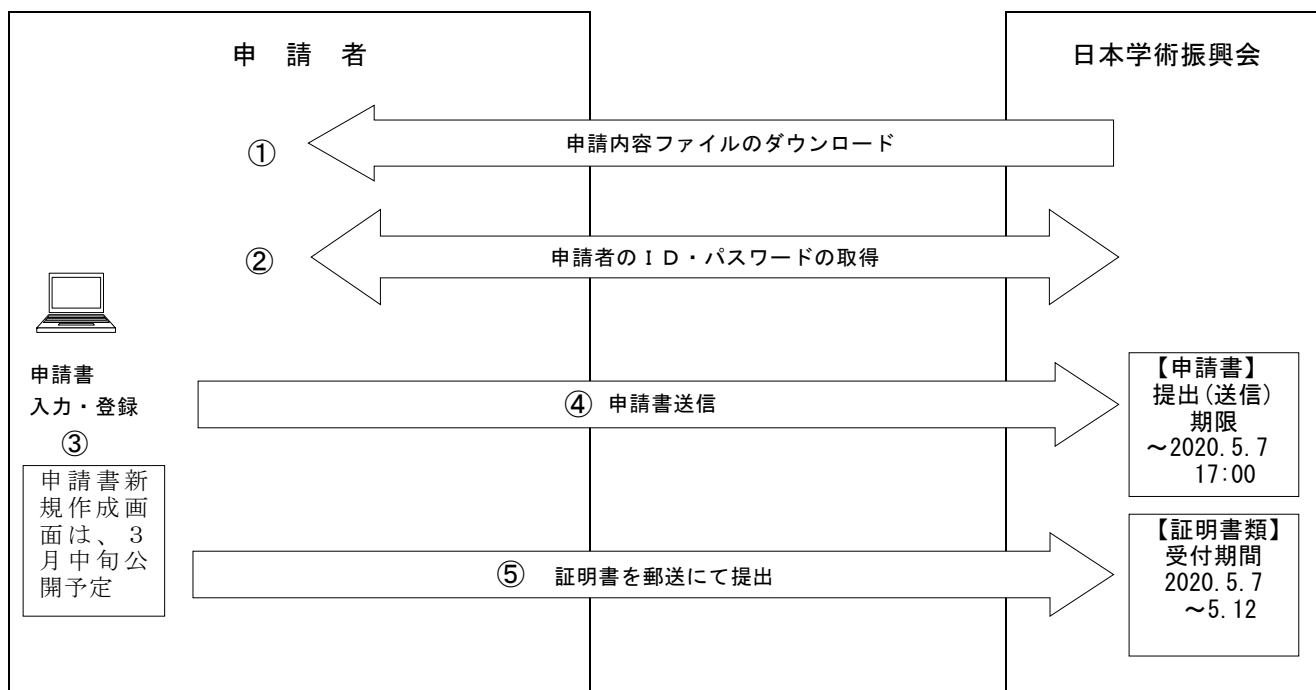 申 請 者
日本学術振興会
① 申請内容ファイルのダウンロード
② 申請者のＩＤ・パスワードの取得
申請書
入力・登録
③
申請書新
規作成画
面は、３
月中旬公
開予定
④ 申請書送信
【申請書】
提出(送信)
期限
～2020.5.7
17:00
⑤ 証明書を郵送にて提出
【証明書類】
受付期間
2020.5.7
～5.12